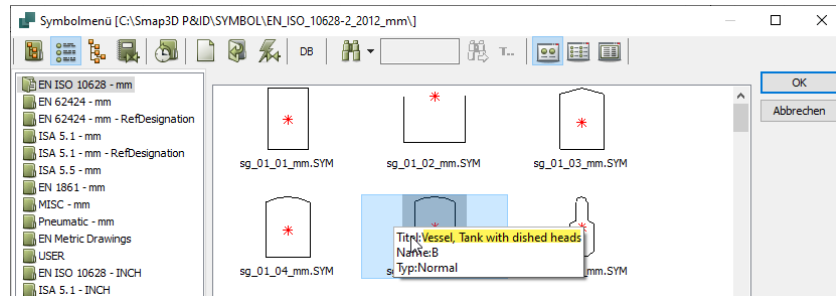 Symbolmenü [C:\Smap3D P&ID\SYMBOL\EN_ISO_10628-2_2012_mm\]
DB
T...
OK
Abbrechen
EN ISO 10628 - mm
EN 62424 - mm
EN 62424 - mm - RefDesignation
ISA 5.1 - mm
ISA 5.1 - mm - RefDesignation
ISA 5.5 - mm
EN 1861 - mm
MISC - mm
Pneumatic - mm
EN Metric Drawings
USER
EN ISO 10628 - INCH
ISA 5.1 - INCH
sg_01_01_mm.SYM
sg_01_02_mm.SYM
sg_01_03_mm.SYM
sg_01_04_mm.SYM
mm.SYM
Titel:Vessel, Tank with dished heads
Name:B
Typ:Normal